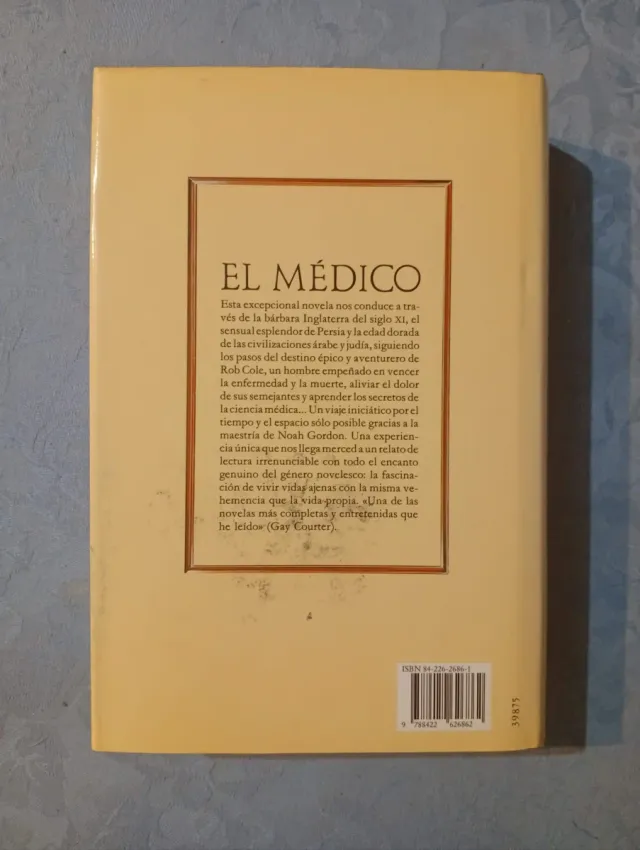 EL MÉDICO
Esta excepcional novela nos conduce a tra-
vés de la bárbara Inglaterra del siglo XI, el
sensual esplendor de Persia y la edad dorada
de las civilizaciones árabe y judía, siguiendo
los pasos del destino épico y aventurero de
Rob Cole, un hombre empeñado en vencer
la enfermedad y la muerte, aliviar el dolor
de sus semejantes y aprender los secretos de
la ciencia médica... Un viaje iniciático por el
tiempo y el espacio sólo posible gracias a la
maestría de Noah Gordon. Una experien-
cia única que nos llega merced a un relato de
lectura irrenunciable con todo el encanto
genuino del género novelesco: la fascina-
ción de vivir vidas ajenas con la misma ve-
hemencia que la vida propia. «Una de las
novelas más completas y entretenidas que
he leído» (Gay Courter).
ISBN 84-226-2686-1
9 788422 626862
39875